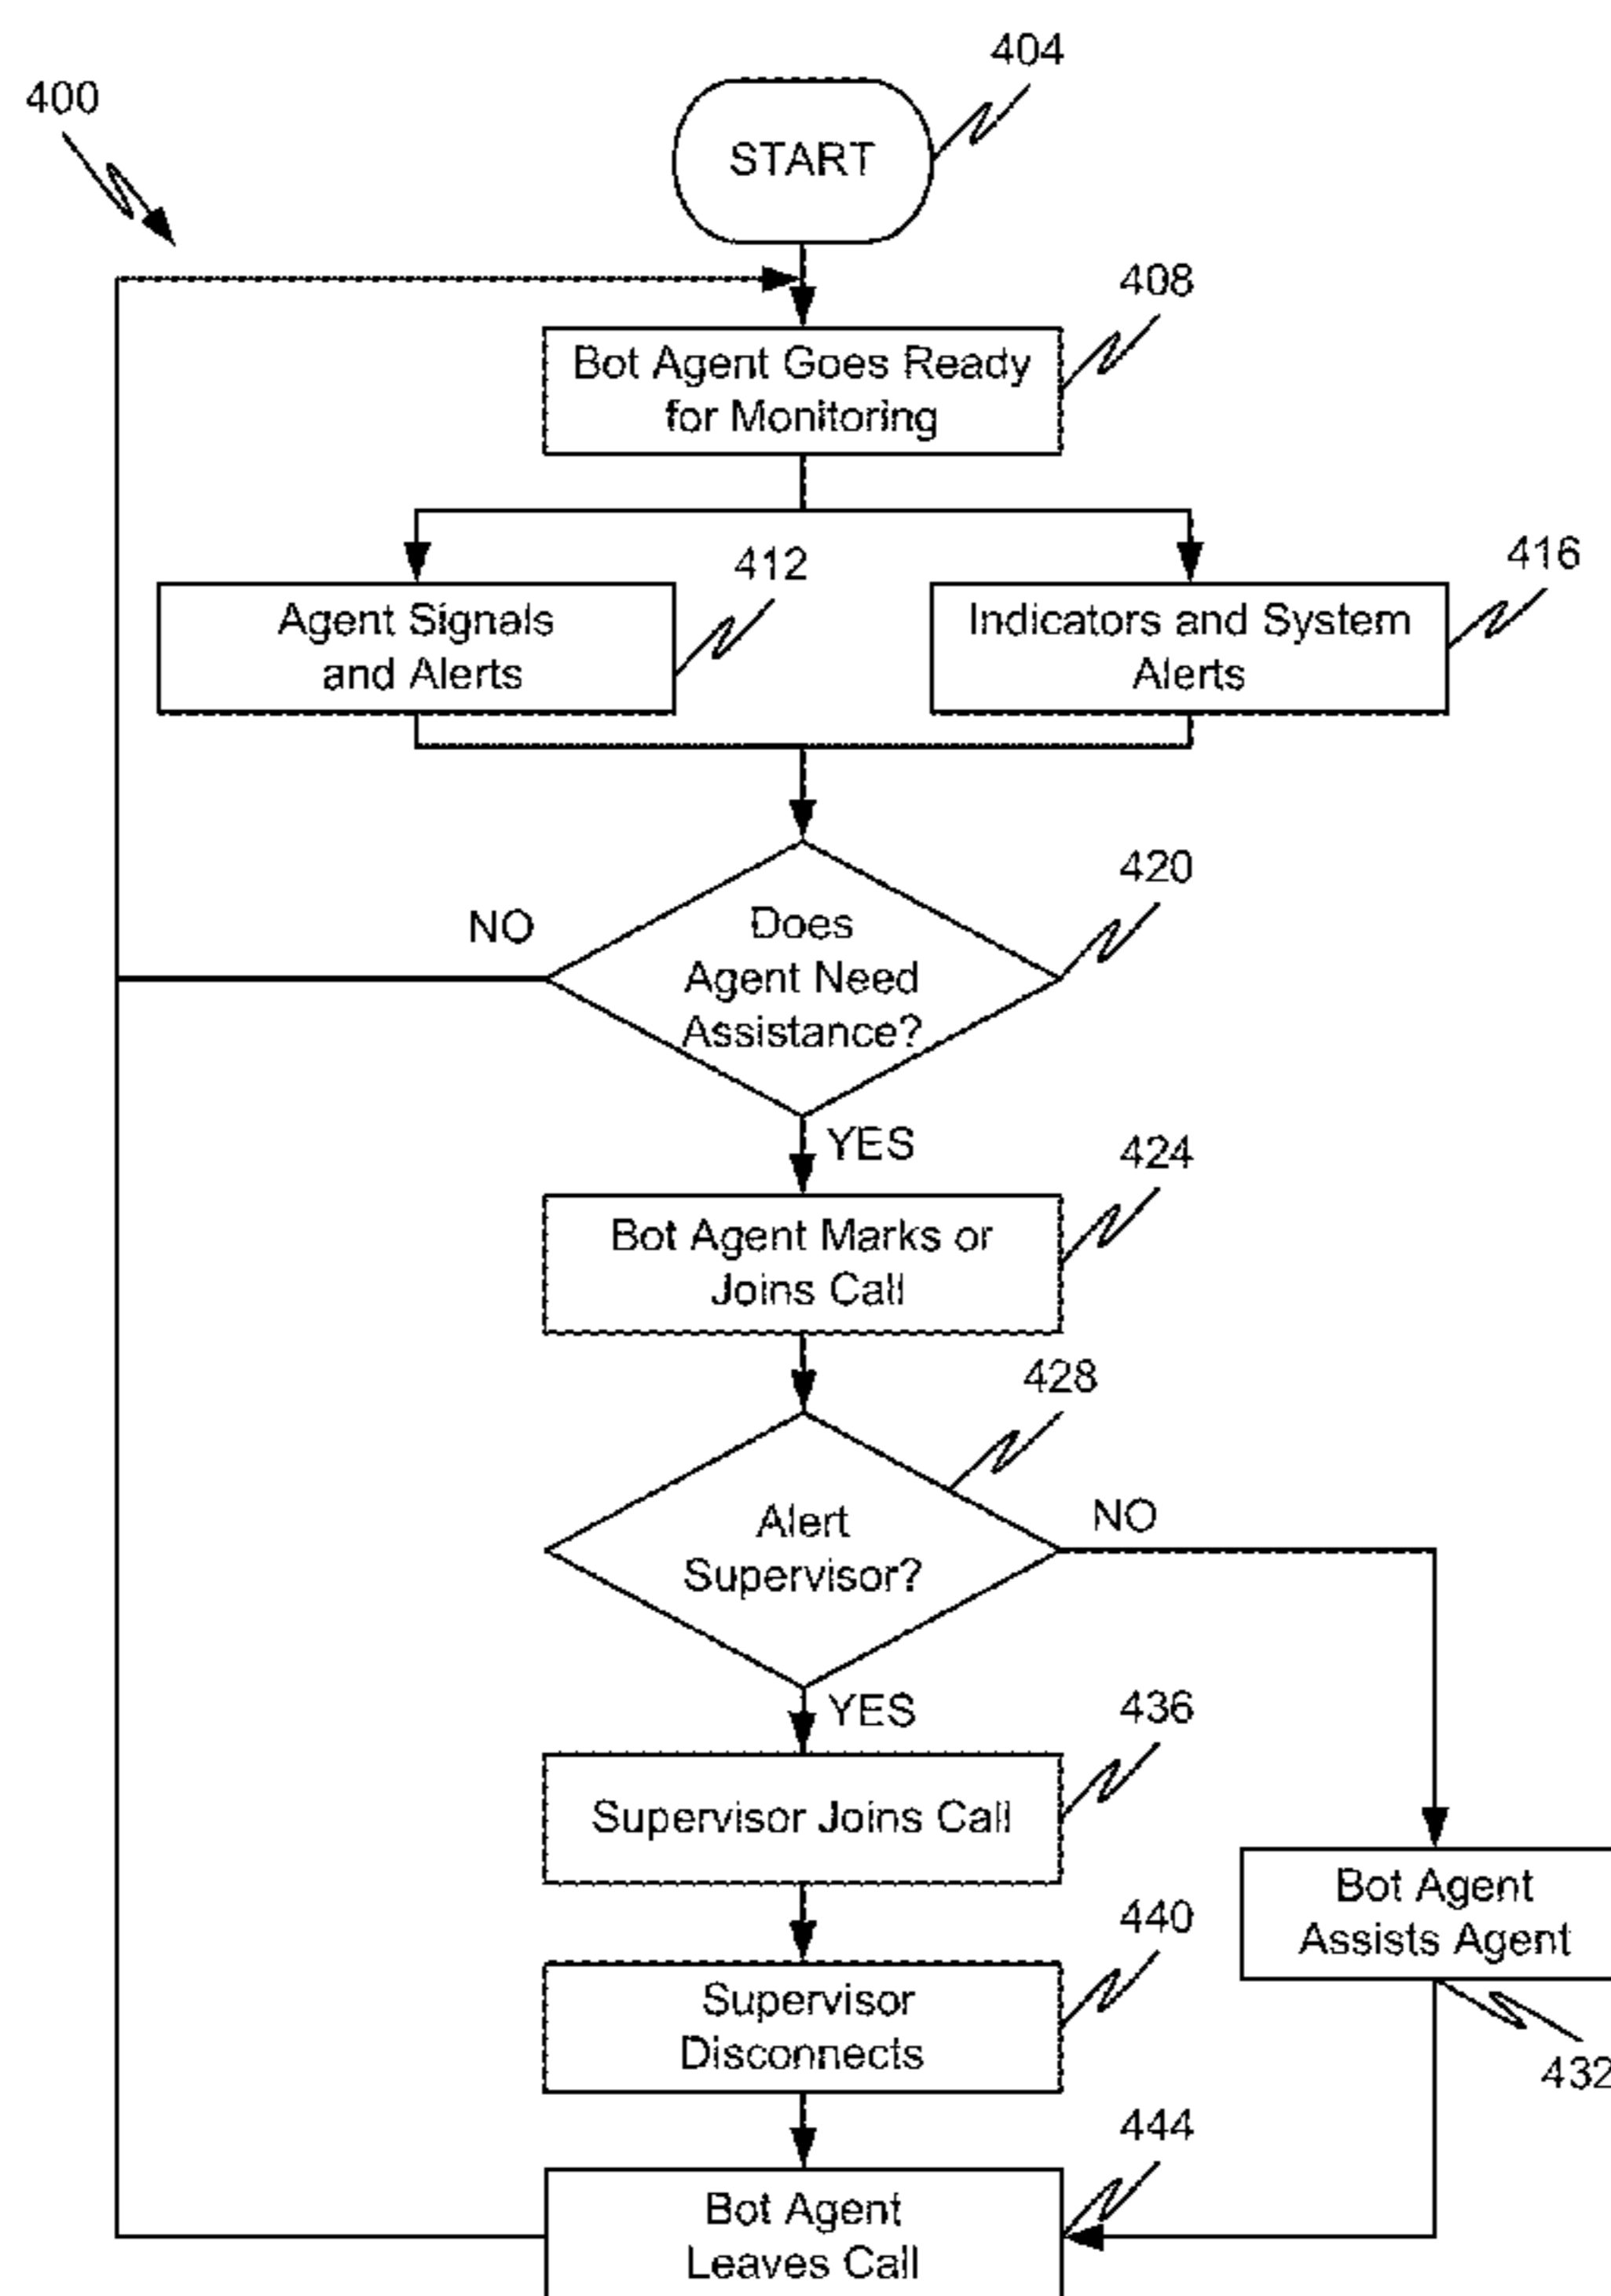 404
400
START
408
Bot Agent Goes Ready
for Monitoring
412
416
Agent Signals
and Alerts
Indicators and System
Alerts
420
NO
Does
Agent Need
Assistance?
YES
424
Bot Agent Marks or
Joins Call
428
NO
Alert
Supervisor?
YES
436
Supervisor Joins Call
Bot Agent
Assists Agent
440
Supervisor
Disconnects
432
444
Bot Agent
Leaves Call